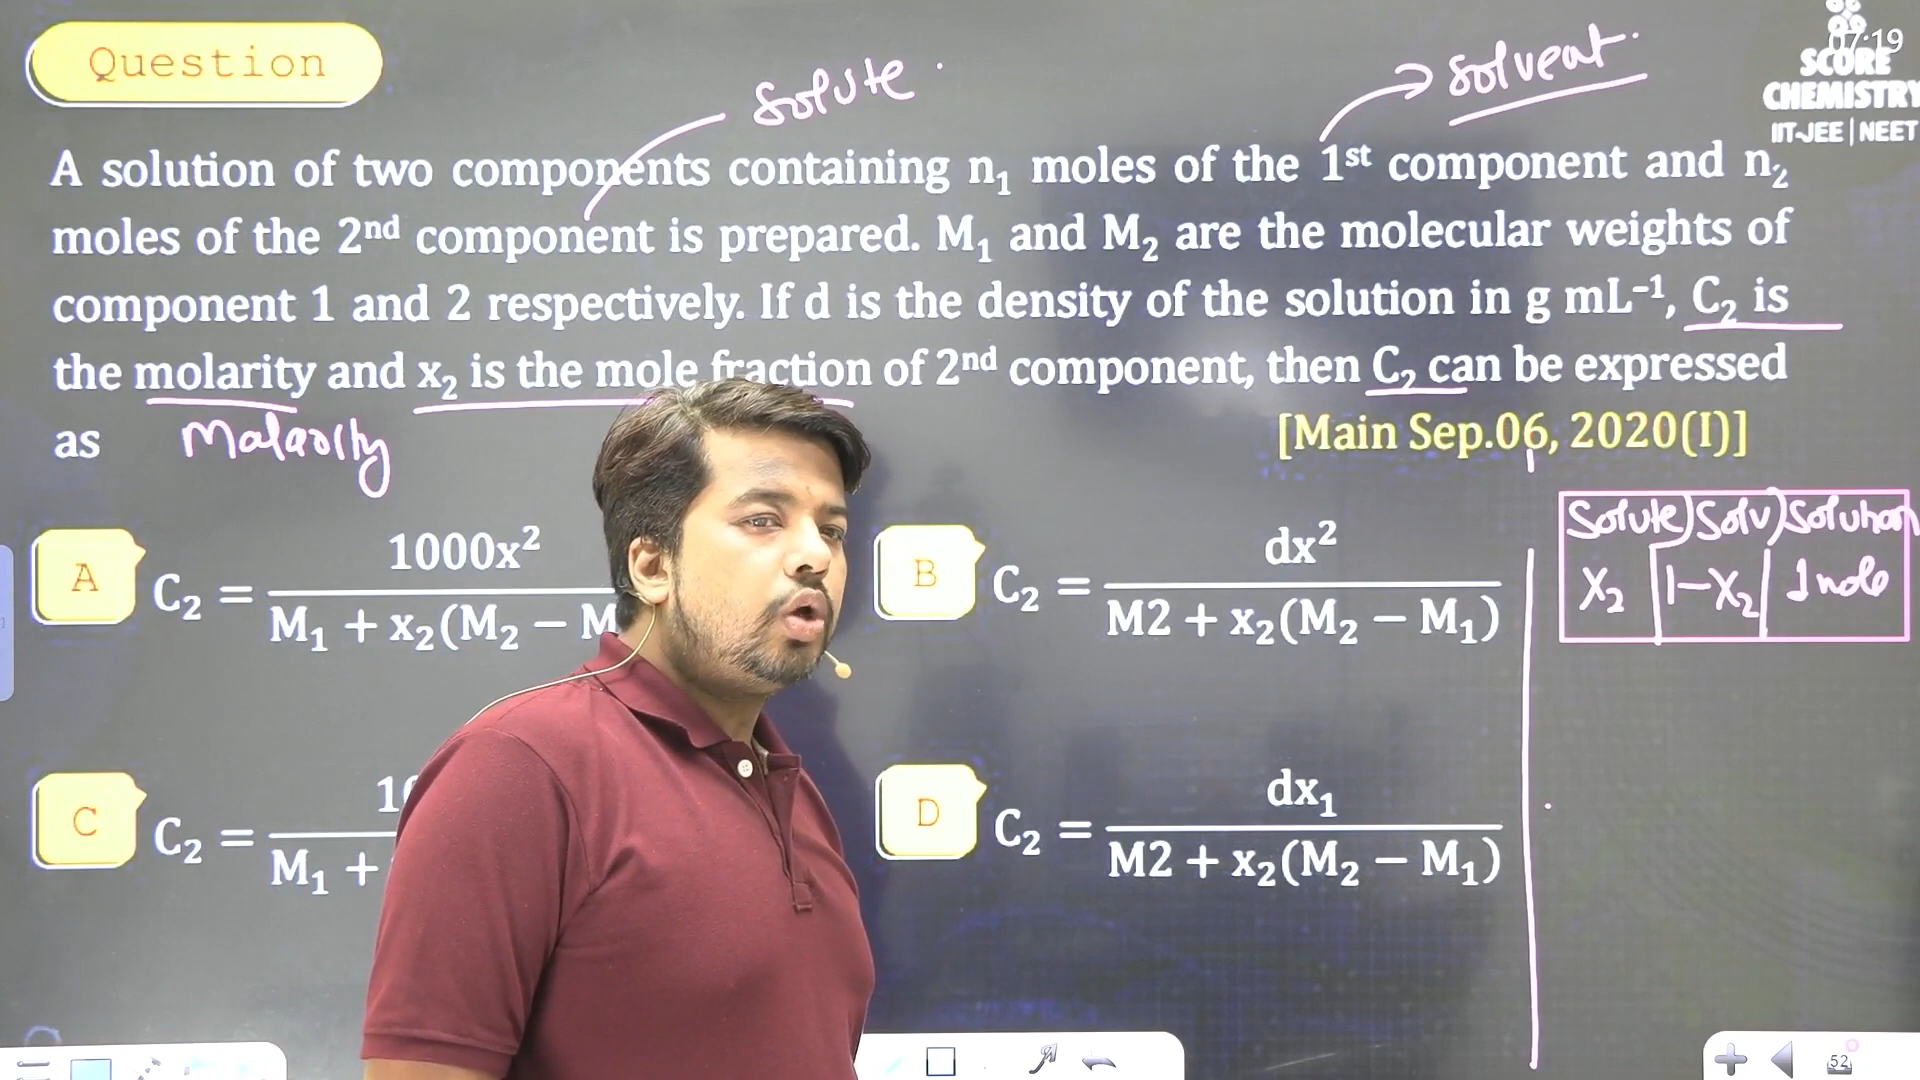 Question
solute
solvent
07:19
SCORE
CHEMISTRY
IIT-JEE | NEET
A solution of two components containing n₁ moles of the 1ˢᵗ component and n₂
moles of the 2ⁿᵈ component is prepared. M₁ and M₂ are the molecular weights of
component 1 and 2 respectively. If d is the density of the solution in g mL⁻¹, C₂ is
the molarity and x₂ is the mole fraction of 2ⁿᵈ component, then C₂ can be expressed
as
Molarity
[Main Sep.06, 2020(I)]
A C₂ = 1000x² / M₁ + x₂(M₂ − M
B C₂ = dx² / M2 + x₂(M₂ − M₁)
Solute Solv Solution
X₂ 1−X₂ 1 mole
C C₂ = 10 / M₁ +
D C₂ = dx₁ / M2 + x₂(M₂ − M₁)
52